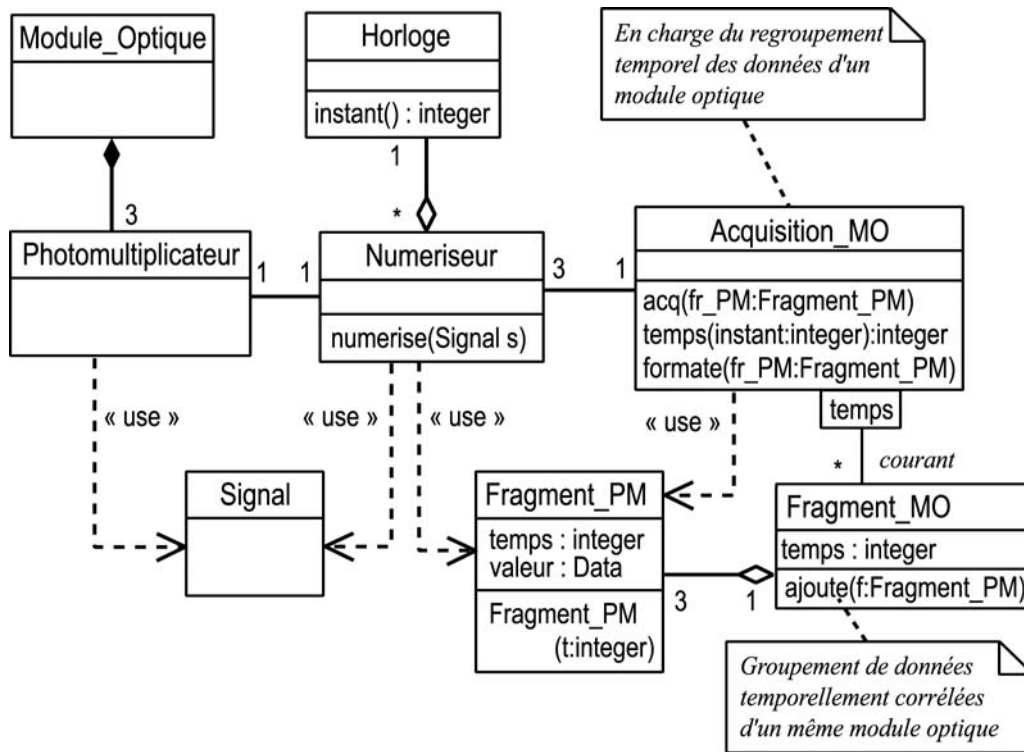 Module_Optique
Horloge
instant() : integer
En charge du regroupement
temporel des données d'un
module optique
1
3
*
Photomultiplicateur
1
1
Numeriseur
numerise(Signal s)
3
1
Acquisition_MO
acq(fr_PM:Fragment_PM)
temps(instant:integer):integer
formate(fr_PM:Fragment_PM)
temps
« use »
« use »
« use »
« use »
*
courant
Signal
Fragment_PM
temps : integer
valeur : Data
Fragment_PM
(t:integer)
3
1
Fragment_MO
temps : integer
ajoute(f:Fragment_PM)
Groupement de données
temporellement corrélées
d'un même module optique